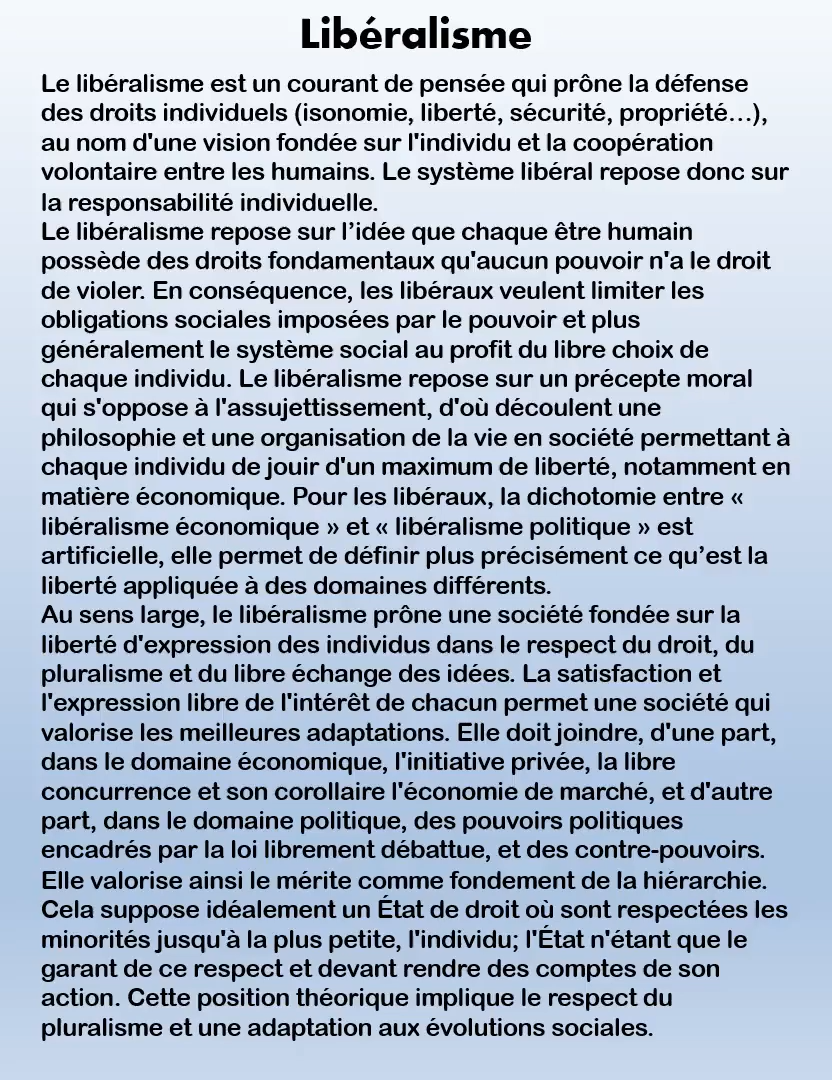 Libéralisme
Le libéralisme est un courant de pensée qui prône la défense
des droits individuels (isonomie, liberté, sécurité, propriété…),
au nom d'une vision fondée sur l'individu et la coopération
volontaire entre les humains. Le système libéral repose donc sur
la responsabilité individuelle.
Le libéralisme repose sur l’idée que chaque être humain
possède des droits fondamentaux qu'aucun pouvoir n'a le droit
de violer. En conséquence, les libéraux veulent limiter les
obligations sociales imposées par le pouvoir et plus
généralement le système social au profit du libre choix de
chaque individu. Le libéralisme repose sur un précepte moral
qui s'oppose à l'assujettissement, d'où découlent une
philosophie et une organisation de la vie en société permettant à
chaque individu de jouir d'un maximum de liberté, notamment en
matière économique. Pour les libéraux, la dichotomie entre «
libéralisme économique » et « libéralisme politique » est
artificielle, elle permet de définir plus précisément ce qu’est la
liberté appliquée à des domaines différents.
Au sens large, le libéralisme prône une société fondée sur la
liberté d'expression des individus dans le respect du droit, du
pluralisme et du libre échange des idées. La satisfaction et
l'expression libre de l'intérêt de chacun permet une société qui
valorise les meilleures adaptations. Elle doit joindre, d'une part,
dans le domaine économique, l'initiative privée, la libre
concurrence et son corollaire l'économie de marché, et d'autre
part, dans le domaine politique, des pouvoirs politiques
encadrés par la loi librement débattue, et des contre-pouvoirs.
Elle valorise ainsi le mérite comme fondement de la hiérarchie.
Cela suppose idéalement un État de droit où sont respectées les
minorités jusqu'à la plus petite, l'individu; l'État n'étant que le
garant de ce respect et devant rendre des comptes de son
action. Cette position théorique implique le respect du
pluralisme et une adaptation aux évolutions sociales.